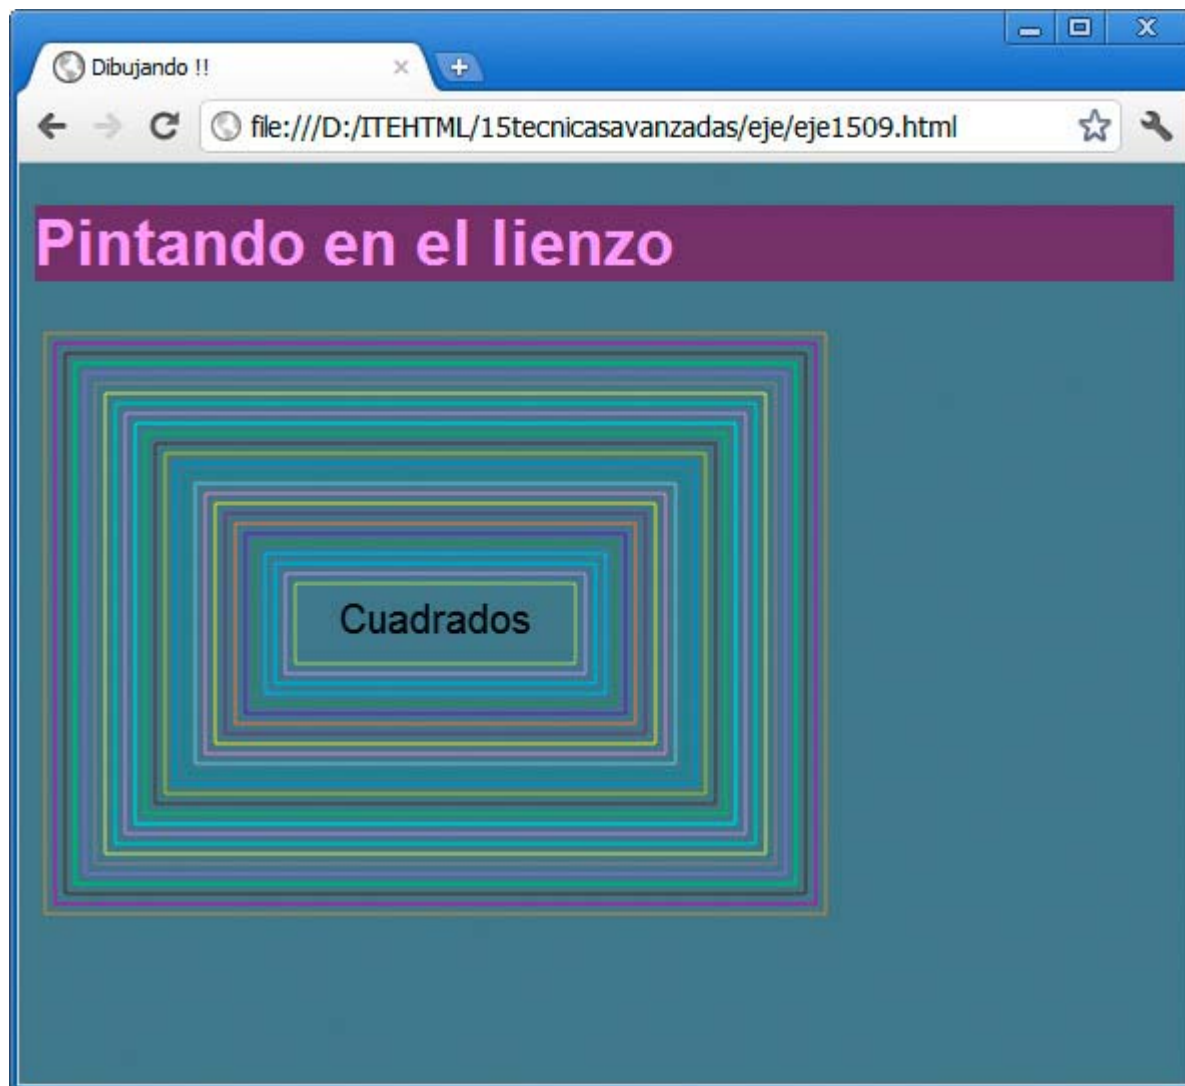 Dibujando !!
file:///D:/ITEHTML/15tecnicasavanzadas/eje/eje1509.html
Pintando en el lienzo
Cuadrados